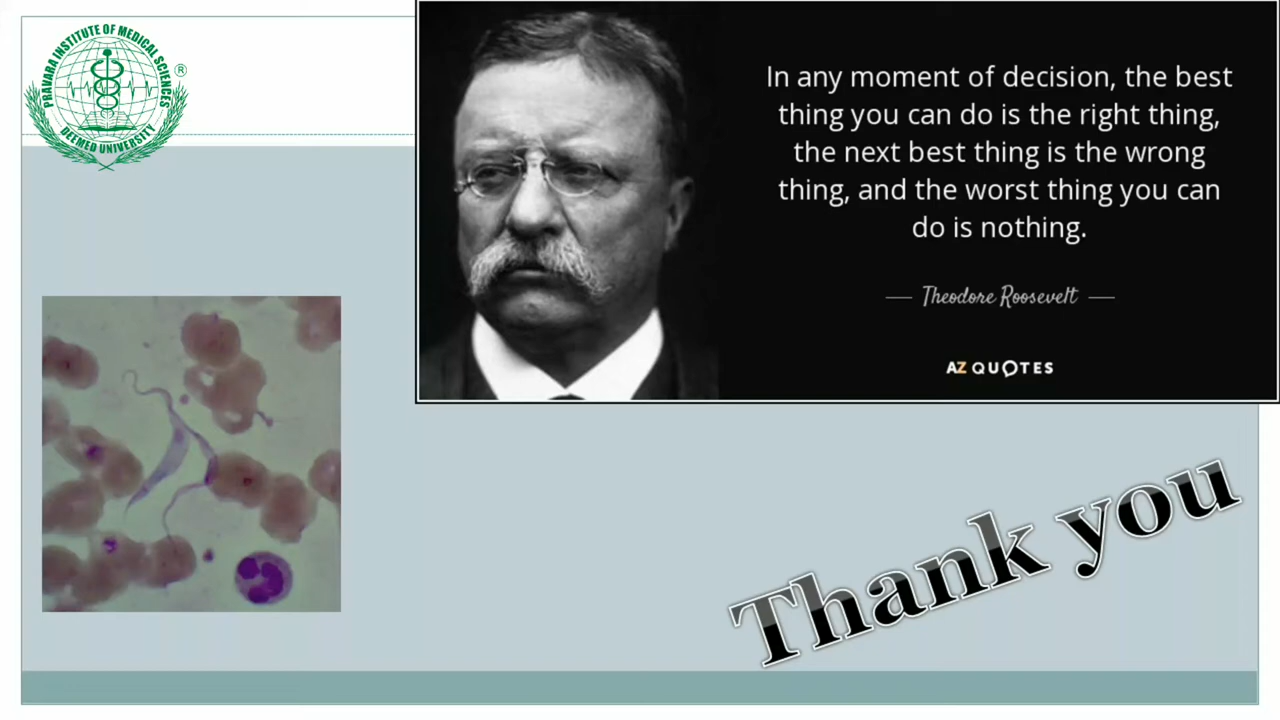 PRAVARA INSTITUTE OF MEDICAL SCIENCES
®
DEEMED UNIVERSITY
In any moment of decision, the best
thing you can do is the right thing,
the next best thing is the wrong
thing, and the worst thing you can
do is nothing.
Theodore Roosevelt
AZ QUOTES
Thank you